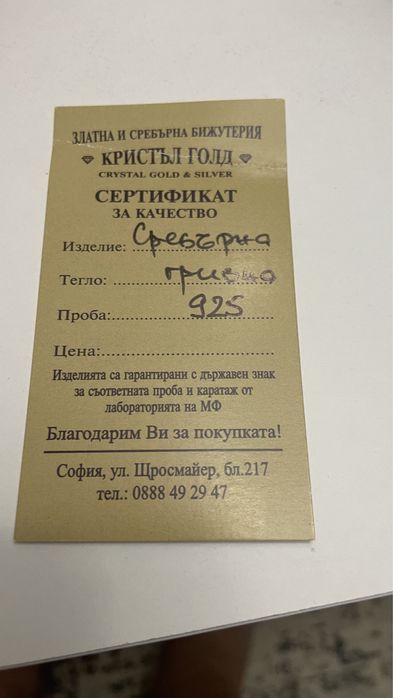 ЗЛАТНА И СРЕБЪРНА БИЖУТЕРИЯ
КРИСТЪЛ ГОЛД
CRYSTAL GOLD & SILVER
СЕРТИФИКАТ
ЗА КАЧЕСТВО
Изделие: Сребърна
Тегло: гривна
Проба: 925
Цена:
Изделията са гарантирани с държавен знак
за съответната проба и каратаж от
лабораторията на МФ
Благодарим Ви за покупката!
София, ул. Щросмайер, бл.217
тел.: 0888 49 29 47